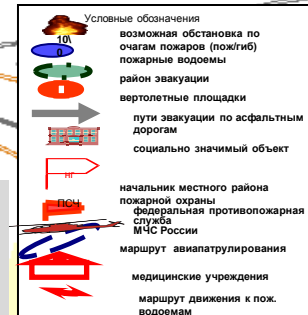 Условные обозначения
10\
0
возможная обстановка по
очагам пожаров (пож/гиб)
пожарные водоемы
район эвакуации
вертолетные площадки
пути эвакуации по асфальтным
дорогам
социально значимый объект
НГ
начальник местного района
пожарной охраны
ПСЧ
федеральная противопожарная
служба
МЧС России
маршрут авиапатрулирования
медицинские учреждения
маршрут движения к пож.
водоемам